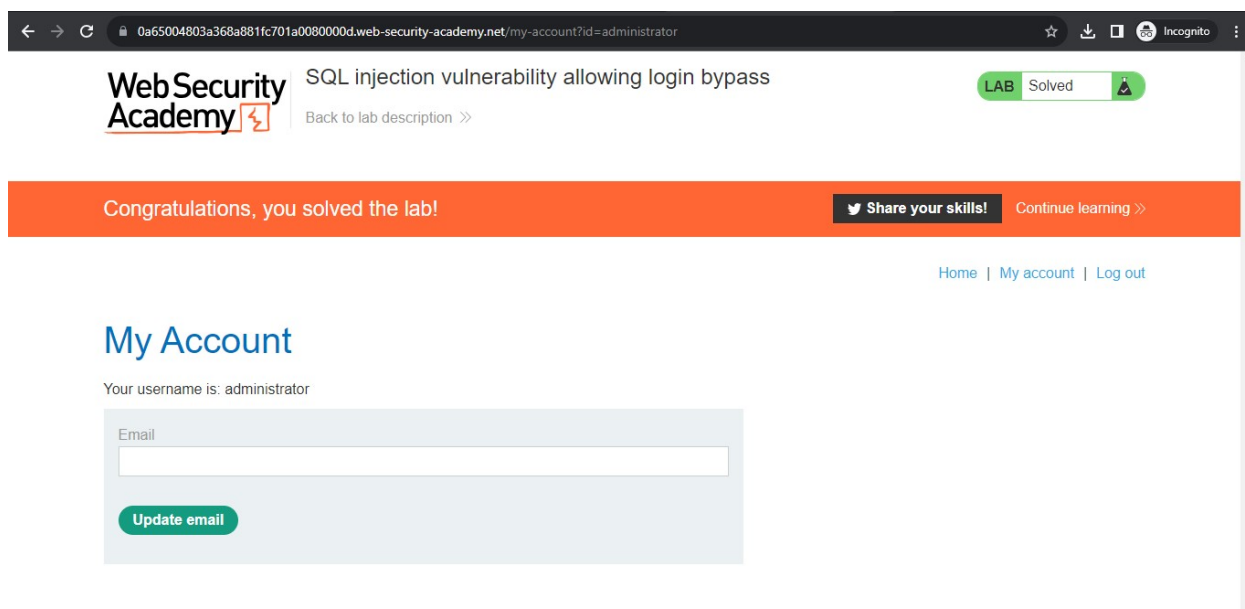 0a65004803a368a881fc701a0080000d.web-security-academy.net/my-account?id=administrator
Incognito
Web Security
Academy
SQL injection vulnerability allowing login bypass
Back to lab description
LAB Solved
Congratulations, you solved the lab!
Share your skills!
Continue learning
Home | My account | Log out
My Account
Your username is: administrator
Email
Update email